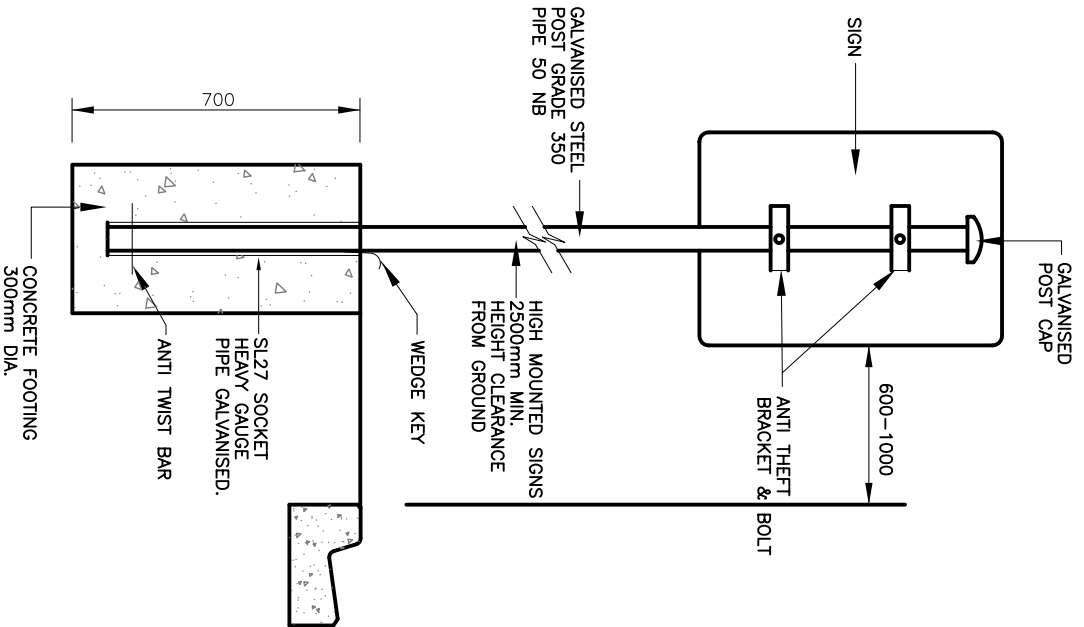 GALVANISED
POST CAP
SIGN
600-1000
ANTI THEFT
BRACKET & BOLT
GALVANISED STEEL
POST GRADE 350
PIPE 50 NB
HIGH MOUNTED SIGNS
2500mm MIN.
HEIGHT CLEARANCE
FROM GROUND
WEDGE KEY
700
SL27 SOCKET
HEAVY GAUGE
PIPE GALVANISED.
ANTI TWIST BAR
CONCRETE FOOTING
300mm DIA.